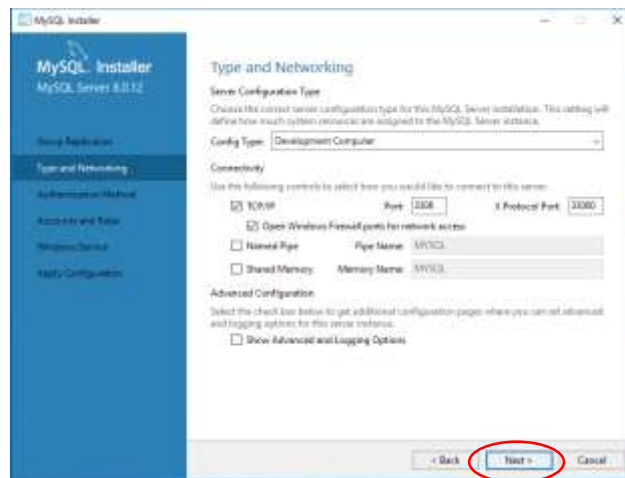 MySQL Installer
MySQL. Installer
MySQL Server 8.0.12
Group Replication
Type and Networking
Authentication Method
Accounts and Roles
Windows Service
Apply Configuration
Type and Networking
Server Configuration Type
Choose the correct server configuration type for this MySQL Server installation. This setting will
define how much system resources are assigned to the MySQL Server instance.
Config Type: Development Computer
Connectivity
Use the following controls to select how you would like to connect to this server.
TCP/IP Port: 3306 X Protocol Port: 33060
Open Windows Firewall ports for network access
Named Pipe Pipe Name: MYSQL
Shared Memory Memory Name: MYSQL
Advanced Configuration
Select the check box below to get additional configuration pages where you can set advanced
and logging options for this server instance.
Show Advanced and Logging Options
< Back Next > Cancel